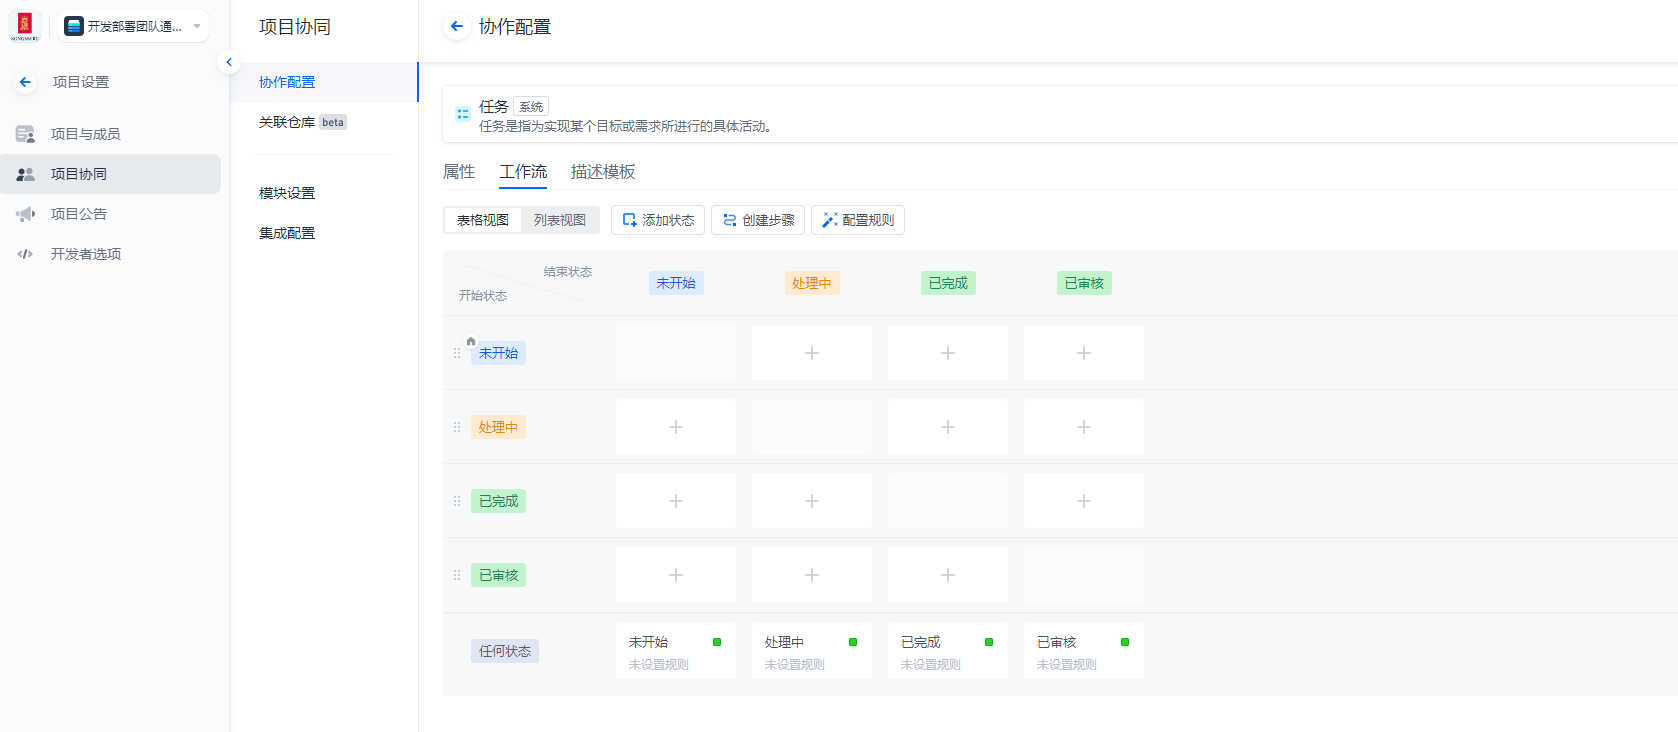 开发部署团队通...
项目设置
项目与成员
项目协同
项目公告
开发者选项
项目协同
协作配置
关联仓库 beta
模块设置
集成配置
协作配置
任务 系统
任务是指为实现某个目标或需求所进行的具体活动。
属性 工作流 描述模板
表格视图 列表视图 添加状态 创建步骤 配置规则
结束状态
开始状态
未开始 处理中 已完成 已审核
未开始
处理中
已完成
已审核
任何状态
未开始 处理中 已完成 已审核
未设置规则 未设置规则 未设置规则 未设置规则